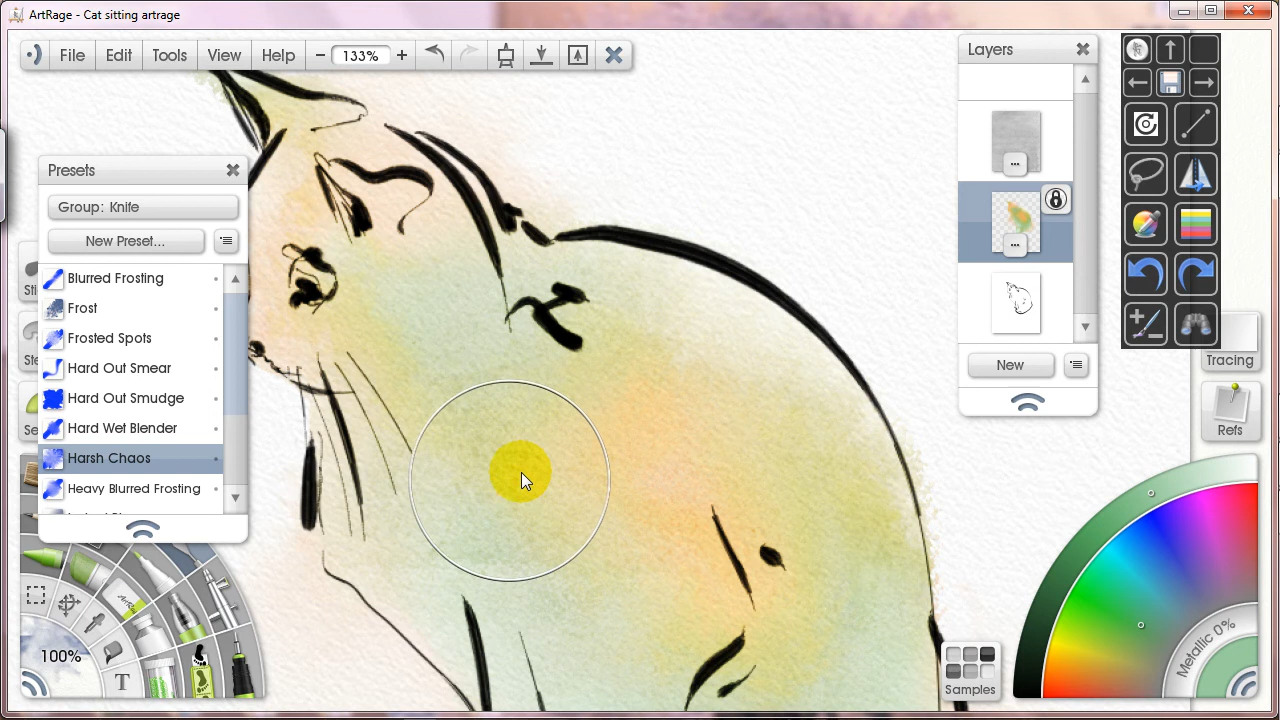 ArtRage - Cat sitting artrage
File Edit Tools View Help 133%
Layers
Presets
Group: Knife
New Preset...
Blurred Frosting
Frost
Frosted Spots
Hard Out Smear
Hard Out Smudge
Hard Wet Blender
Harsh Chaos
Heavy Blurred Frosting
New
Tracing
Refs
Metallic 0%
Samples
100%
T